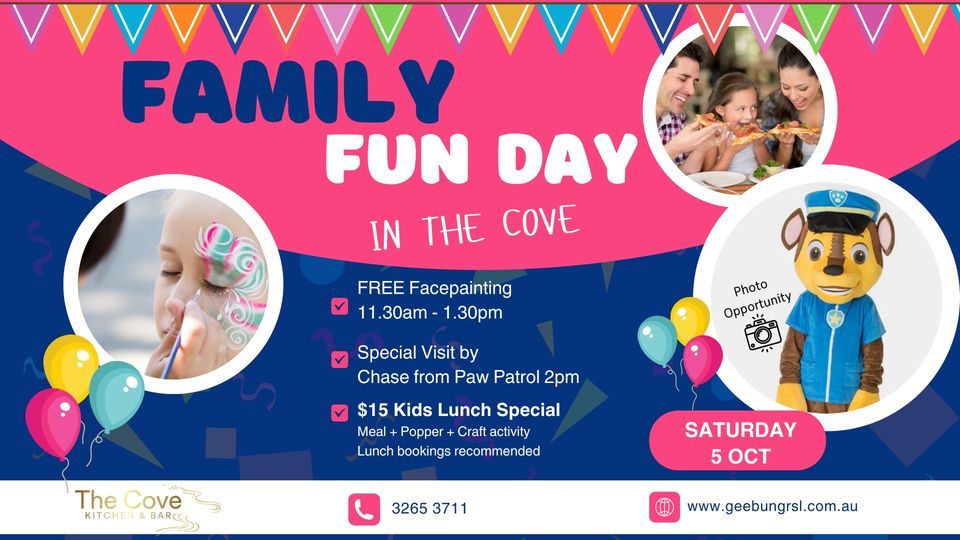 FAMILY
FUN DAY
IN THE COVE
FREE Facepainting
11.30am - 1.30pm
Special Visit by
Chase from Paw Patrol 2pm
$15 Kids Lunch Special
Meal + Popper + Craft activity
Lunch bookings recommended
Photo
Opportunity
SATURDAY
5 OCT
The Cove
KITCHEN & BAR
3265 3711
www.geebungrsl.com.au